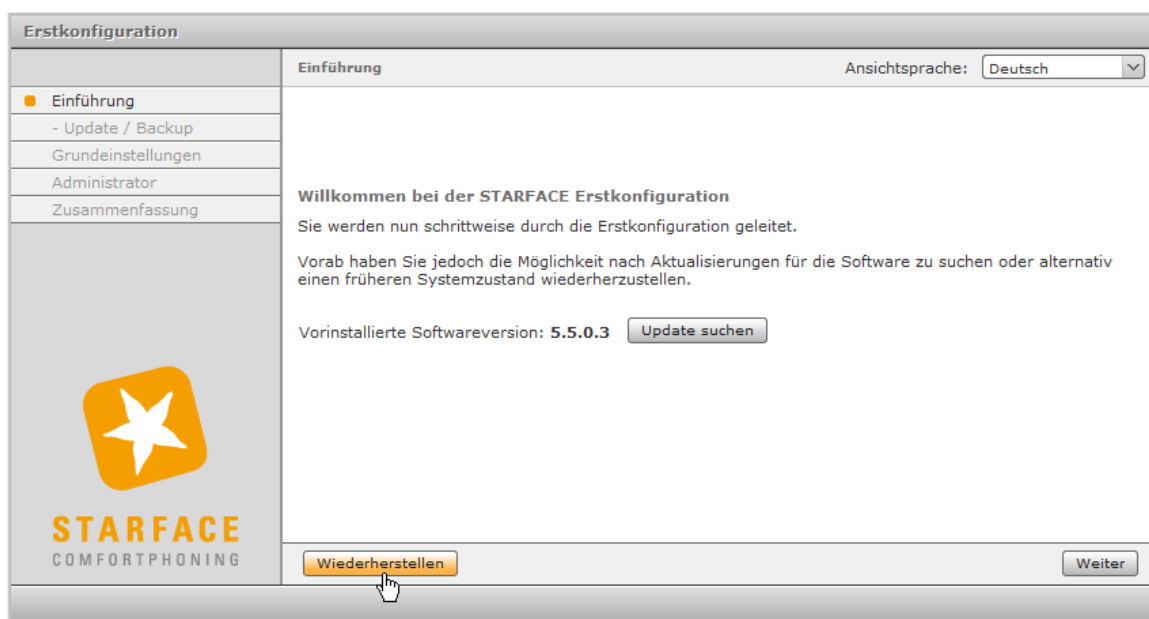 Erstkonfiguration
Einführung
Ansichtsprache: Deutsch
Einführung
- Update / Backup
Grundeinstellungen
Administrator
Zusammenfassung
Willkommen bei der STARFACE Erstkonfiguration
Sie werden nun schrittweise durch die Erstkonfiguration geleitet.
Vorab haben Sie jedoch die Möglichkeit nach Aktualisierungen für die Software zu suchen oder alternativ
einen früheren Systemzustand wiederherzustellen.
Vorinstallierte Softwareversion: 5.5.0.3 Update suchen
STARFACE
COMFORTPHONING
Wiederherstellen
Weiter